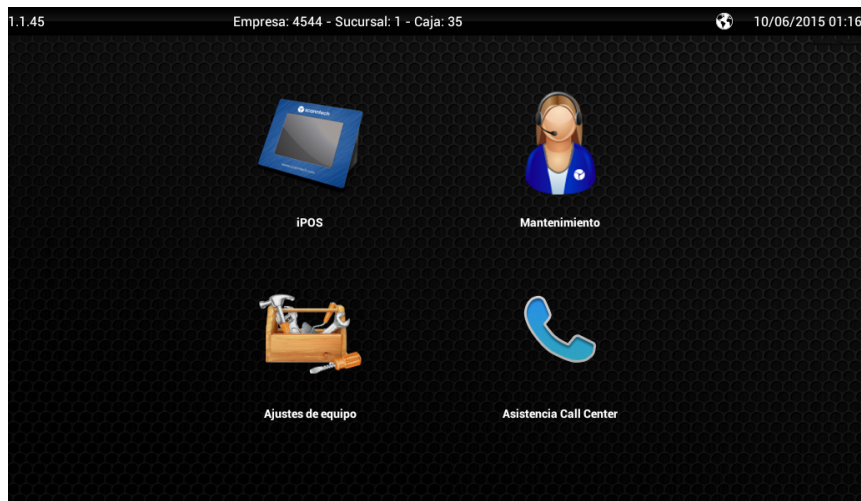 1.1.45 Empresa: 4544 - Sucursal: 1 - Caja: 35 10/06/2015 01:16
scanntech
iPOS
Mantenimiento
Ajustes de equipo
Asistencia Call Center